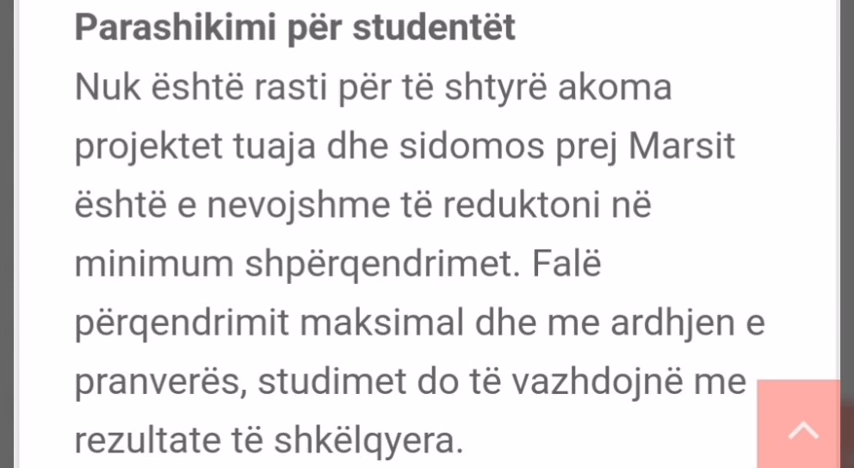 Parashikimi për studentët
Nuk është rasti për të shtyrë akoma
projektet tuaja dhe sidomos prej Marsit
është e nevojshme të reduktoni në
minimum shpërqendrimet. Falë
përqendrimit maksimal dhe me ardhjen e
pranverës, studimet do të vazhdojnë me
rezultate të shkëlqyera.